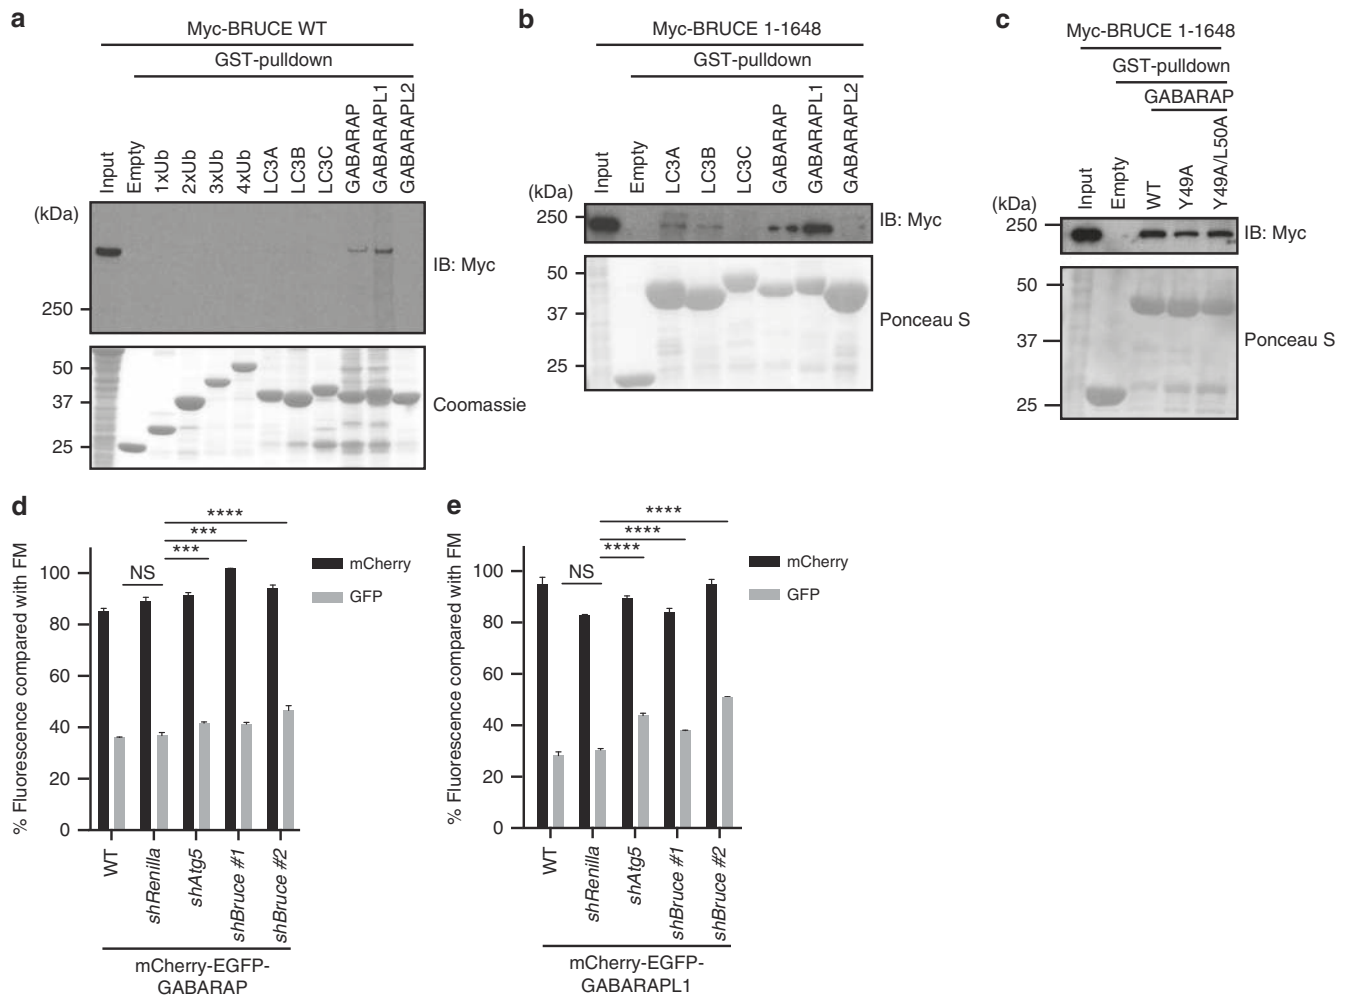 a
Myc-BRUCE WT
GST-pulldown
Input
Empty
1xUb
2xUb
3xUb
4xUb
LC3A
LC3B
LC3C
GABARAP
GABARAPL1
GABARAPL2
(kDa)
250
IB: Myc
50
37
25
Coomassie
b
Myc-BRUCE 1-1648
GST-pulldown
Input
Empty
LC3A
LC3B
LC3C
GABARAP
GABARAPL1
GABARAPL2
(kDa)
250
IB: Myc
50
37
25
Ponceau S
c
Myc-BRUCE 1-1648
GST-pulldown
GABARAP
Input
Empty
WT
Y49A
Y49A/L50A
(kDa)
250
IB: Myc
50
37
25
Ponceau S
d
% Fluorescence compared with FM
100
80
60
40
20
0
NS
***
***
****
mCherry
GFP
WT
shRenilla
shAtg5
shBruce #1
shBruce #2
mCherry-EGFP-
GABARAP
e
% Fluorescence compared with FM
100
80
60
40
20
0
NS
****
****
****
mCherry
GFP
WT
shRenilla
shAtg5
shBruce #1
shBruce #2
mCherry-EGFP-
GABARAPL1